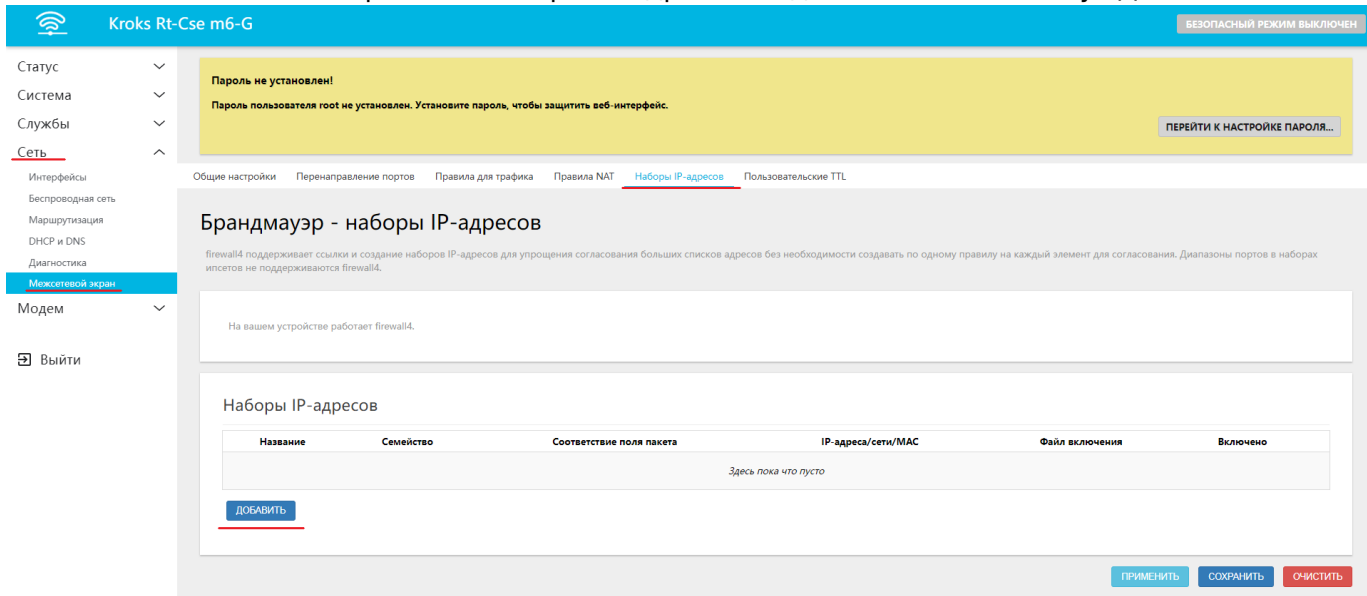 Kroks Rt-Cse m6-G
БЕЗОПАСНЫЙ РЕЖИМ ВЫКЛЮЧЕН
Статус
Система
Службы
Сеть
Интерфейсы
Беспроводная сеть
Маршрутизация
DHCP и DNS
Диагностика
Межсетевой экран
Модем
Выйти
Пароль не установлен!
Пароль пользователя root не установлен. Установите пароль, чтобы защитить веб-интерфейс.
ПЕРЕЙТИ К НАСТРОЙКЕ ПАРОЛЯ...
Общие настройки Перенаправление портов Правила для трафика Правила NAT Наборы IP-адресов Пользовательские TTL
Брандмауэр - наборы IP-адресов
firewall4 поддерживает ссылки и создание наборов IP-адресов для упрощения согласования больших списков адресов без необходимости создавать по одному правилу на каждый элемент для согласования. Диапазоны портов в наборах
ипсетов не поддерживаются firewall4.
На вашем устройстве работает firewall4.
Наборы IP-адресов
Название Семейство Соответствие поля пакета IP-адреса/сети/MAC Файл включения Включено
Здесь пока что пусто
ДОБАВИТЬ
ПРИМЕНИТЬ СОХРАНИТЬ ОЧИСТИТЬ